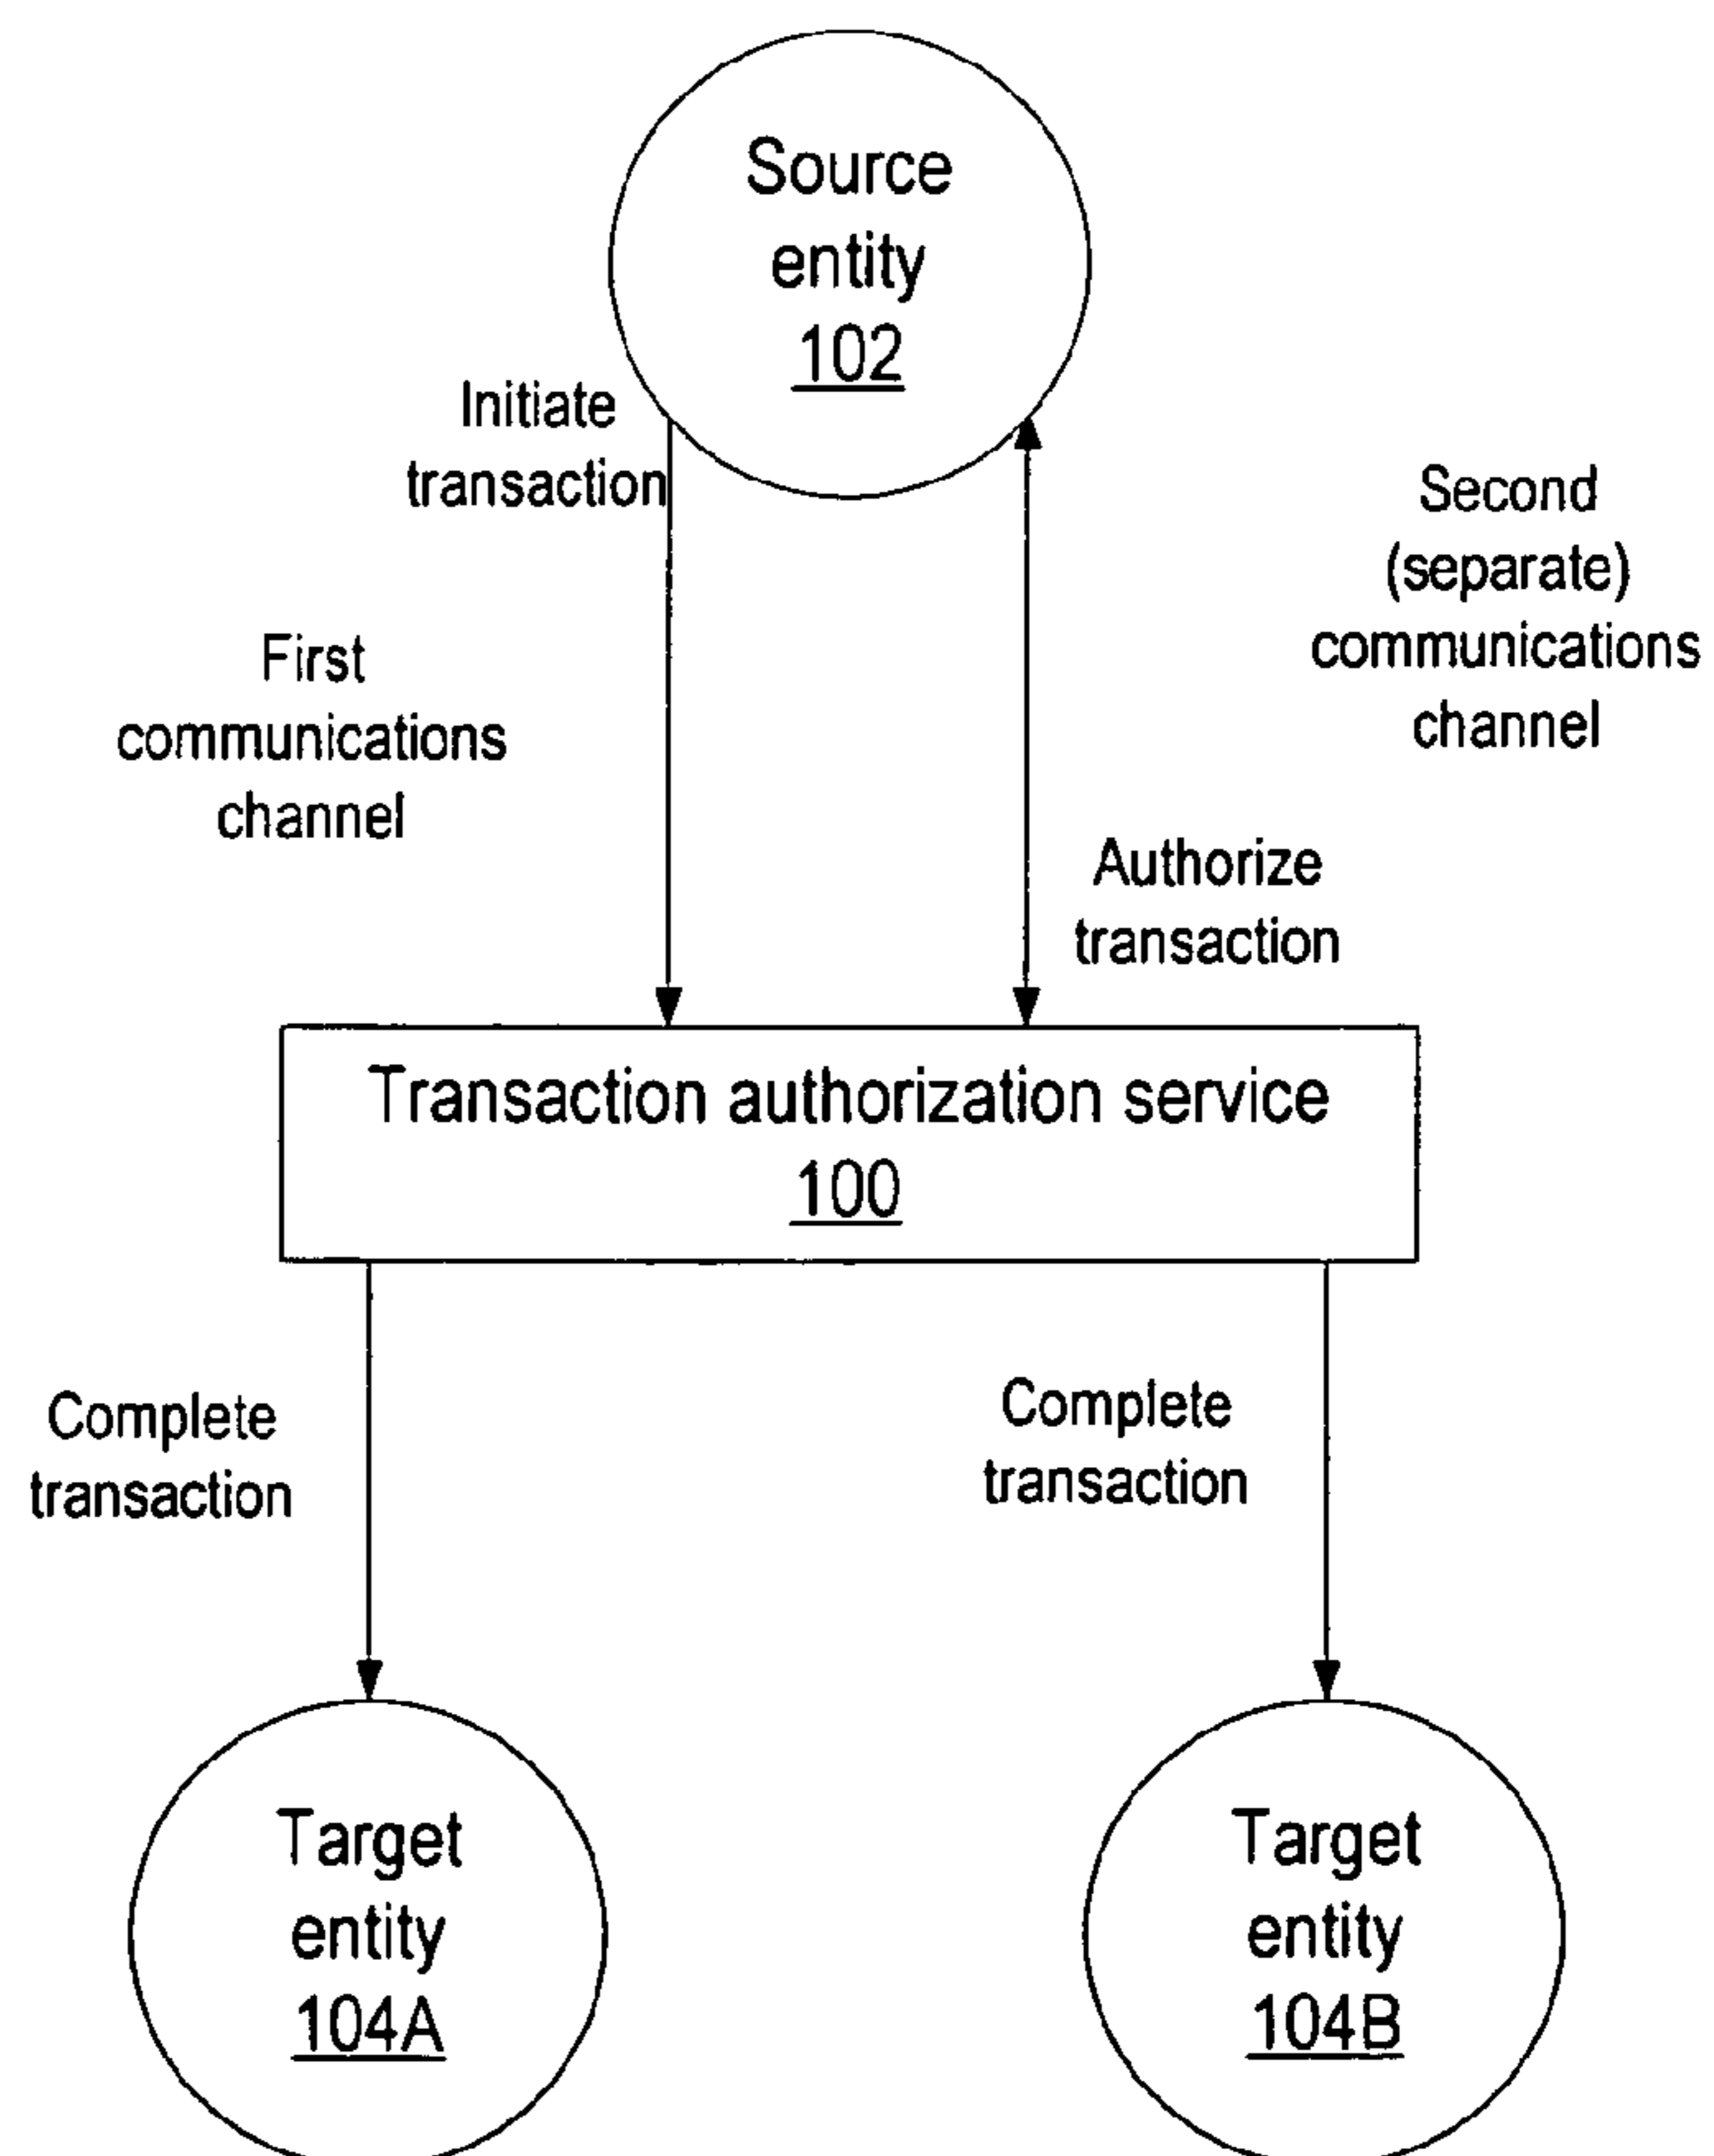 Source
entity
102
Initiate
transaction
Second
(separate)
communications
channel
First
communications
channel
Authorize
transaction
Transaction authorization service
100
Complete
transaction
Complete
transaction
Target
entity
104A
Target
entity
104B